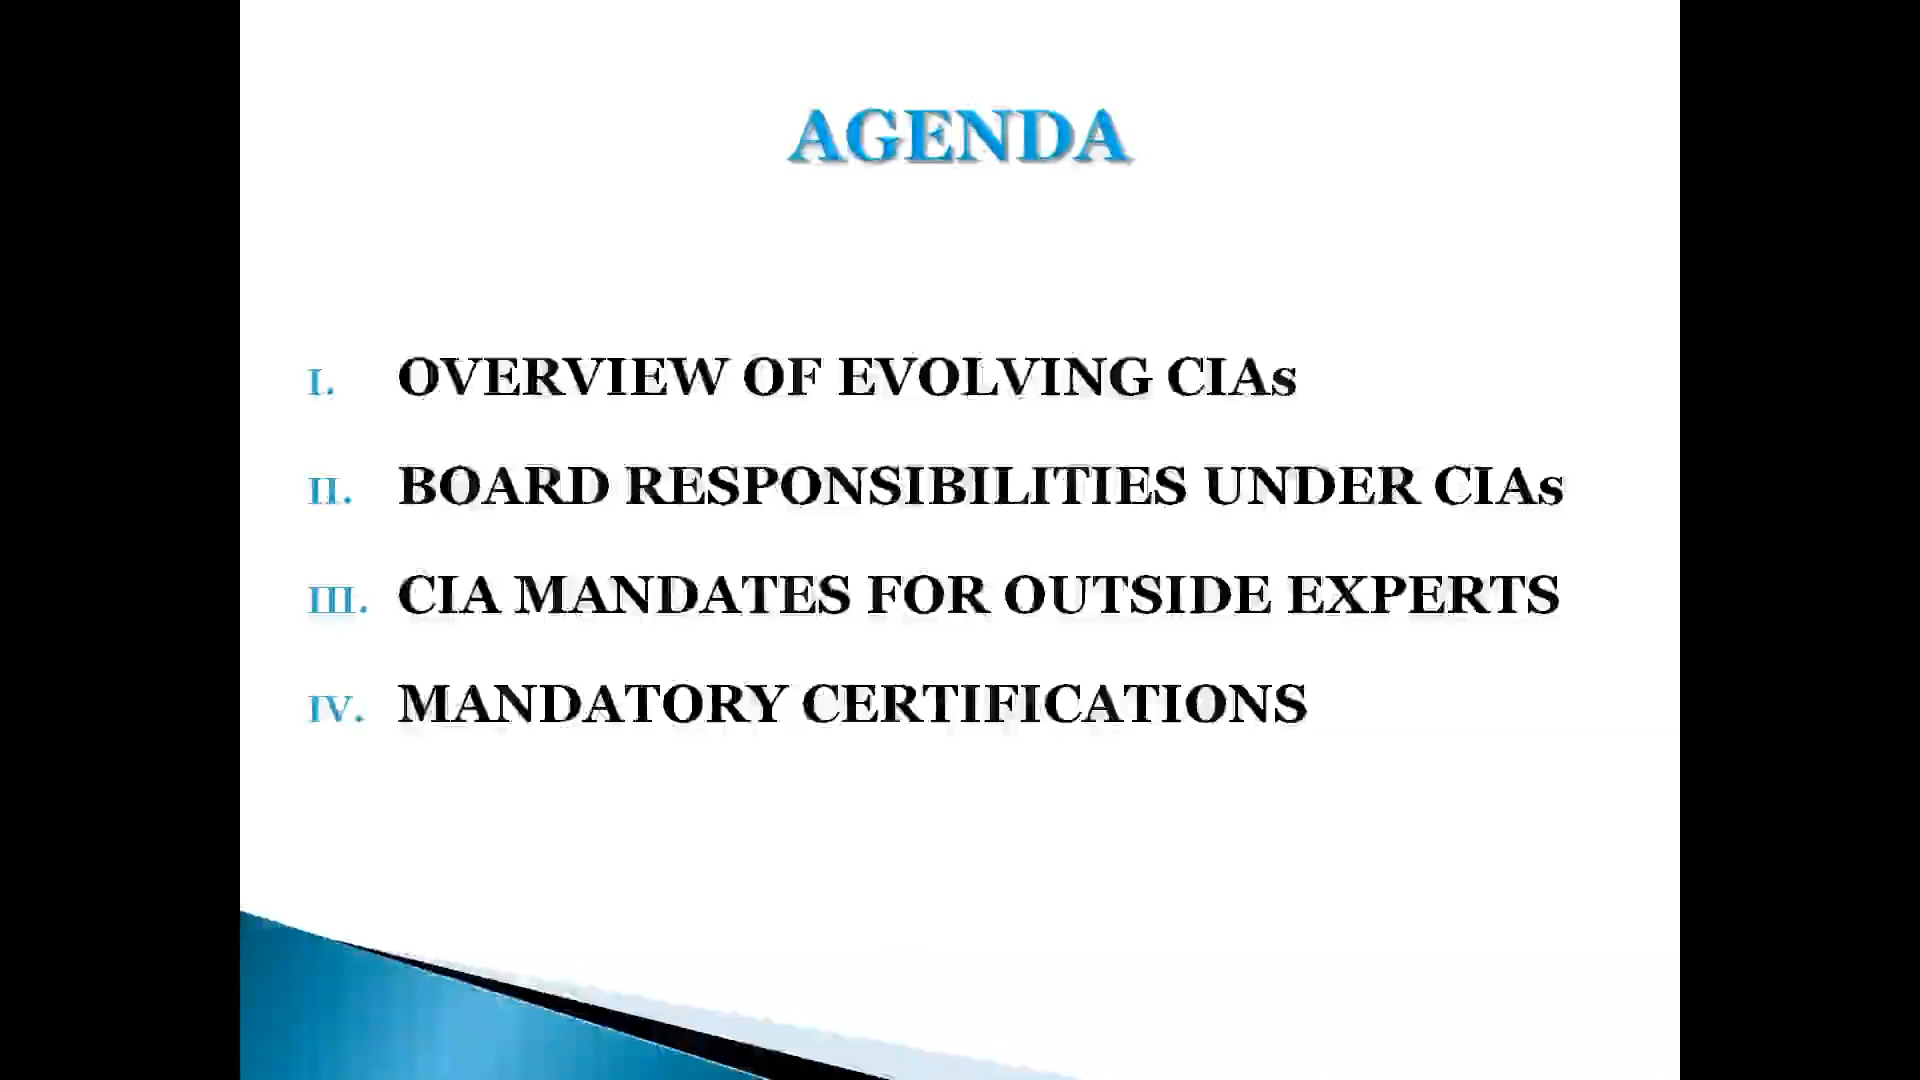 AGENDA
I. OVERVIEW OF EVOLVING CIAs
II. BOARD RESPONSIBILITIES UNDER CIAs
III. CIA MANDATES FOR OUTSIDE EXPERTS
IV. MANDATORY CERTIFICATIONS